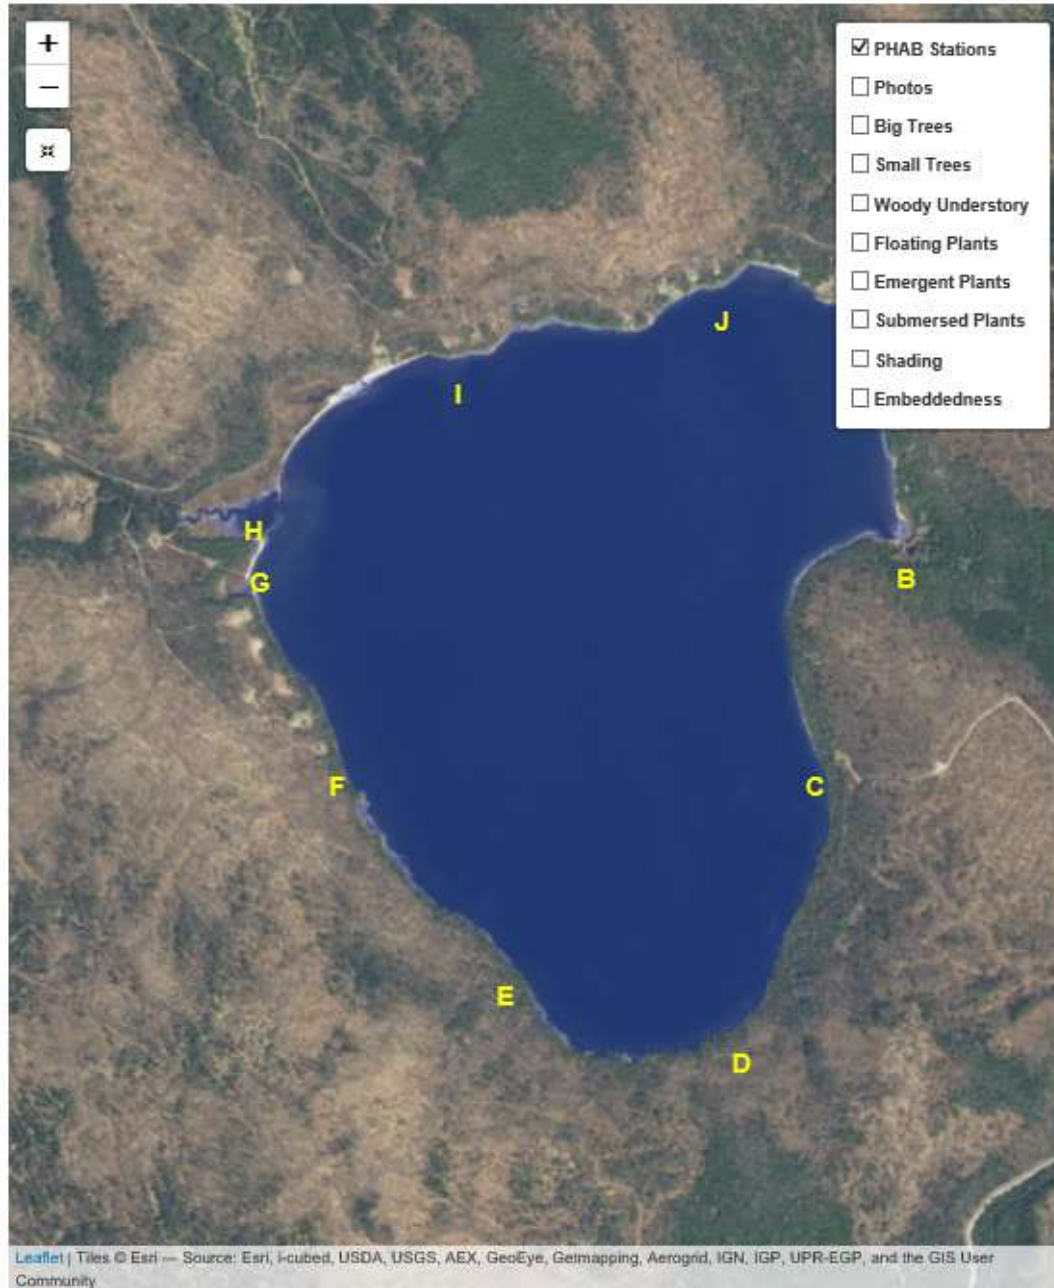 +
−
PHAB Stations
Photos
Big Trees
Small Trees
Woody Understory
Floating Plants
Emergent Plants
Submersed Plants
Shading
Embeddedness
J
I
H
G
B
F
C
E
D
Leaflet | Tiles © Esri — Source: Esri, i-cubed, USDA, USGS, AEX, GeoEye, Getmapping, Aerogrid, IGN, IGP, UPR-EGP, and the GIS User
Community